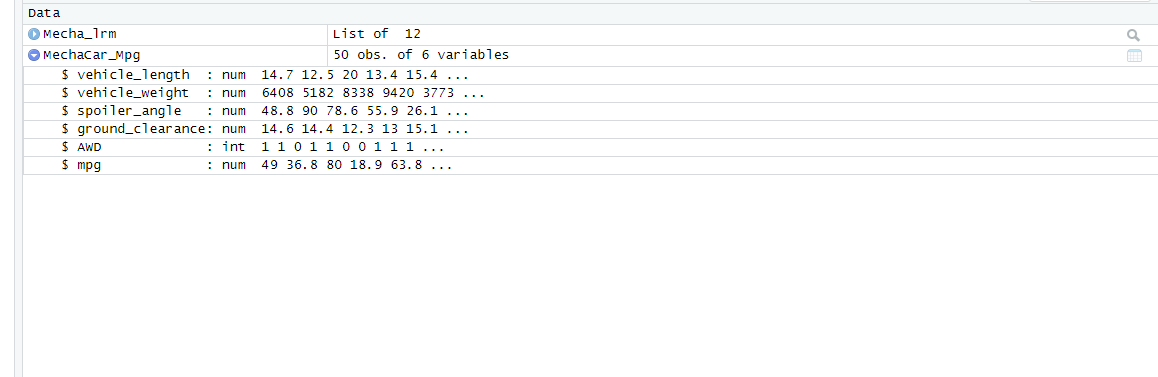 Data
Mecha_lrm List of  12
MechaCar_Mpg 50 obs. of 6 variables
$ vehicle_length  : num  14.7 12.5 20 13.4 15.4 ...
$ vehicle_weight  : num  6408 5182 8338 9420 3773 ...
$ spoiler_angle   : num  48.8 90 78.6 55.9 26.1 ...
$ ground_clearance: num  14.6 14.4 12.3 13 15.1 ...
$ AWD             : int  1 1 0 1 1 0 0 1 1 1 ...
$ mpg             : num  49 36.8 80 18.9 63.8 ...